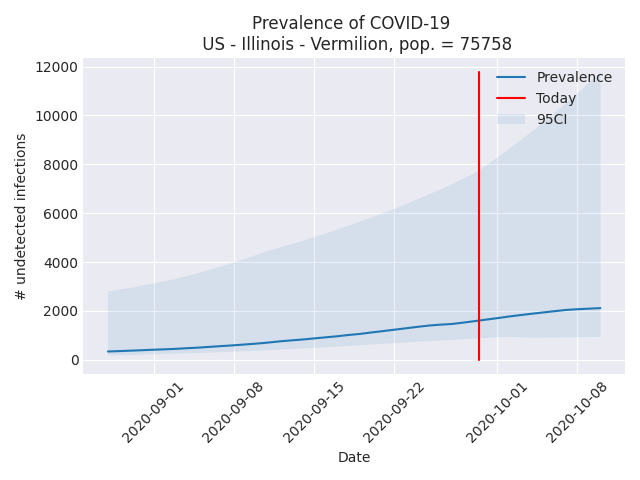 Prevalence of COVID-19
US - Illinois - Vermilion, pop. = 75758
12000
10000
8000
6000
4000
2000
0
# undetected infections
Prevalence
Today
95CI
2020-09-01
2020-09-08
2020-09-15
2020-09-22
2020-10-01
2020-10-08
Date